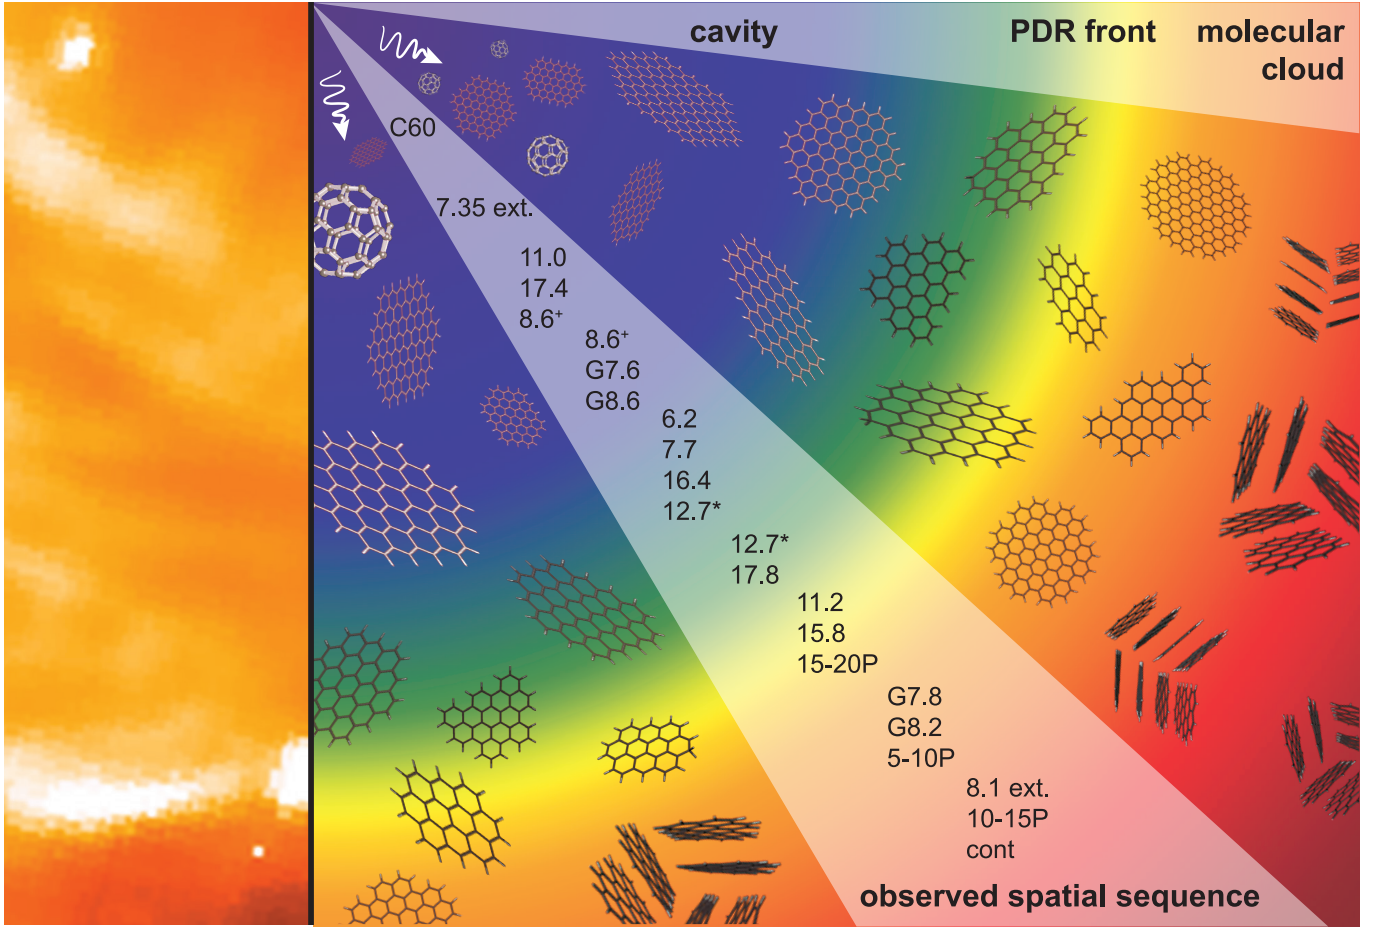 cavity
PDR front
molecular
cloud
C60
7.35 ext.
11.0
17.4
8.6⁺
8.6⁺
G7.6
G8.6
6.2
7.7
16.4
12.7*
12.7*
17.8
11.2
15.8
15-20P
G7.8
G8.2
5-10P
8.1 ext.
10-15P
cont
observed spatial sequence